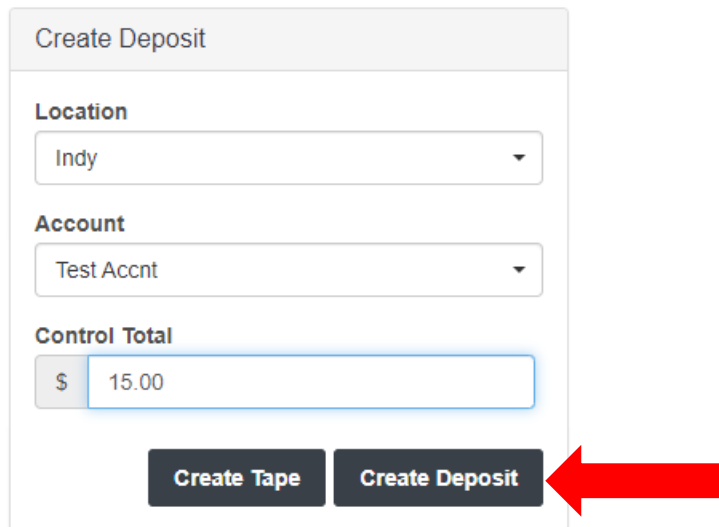 Create Deposit
Location
Indy
Account
Test Accnt
Control Total
$ 15.00
Create Tape Create Deposit